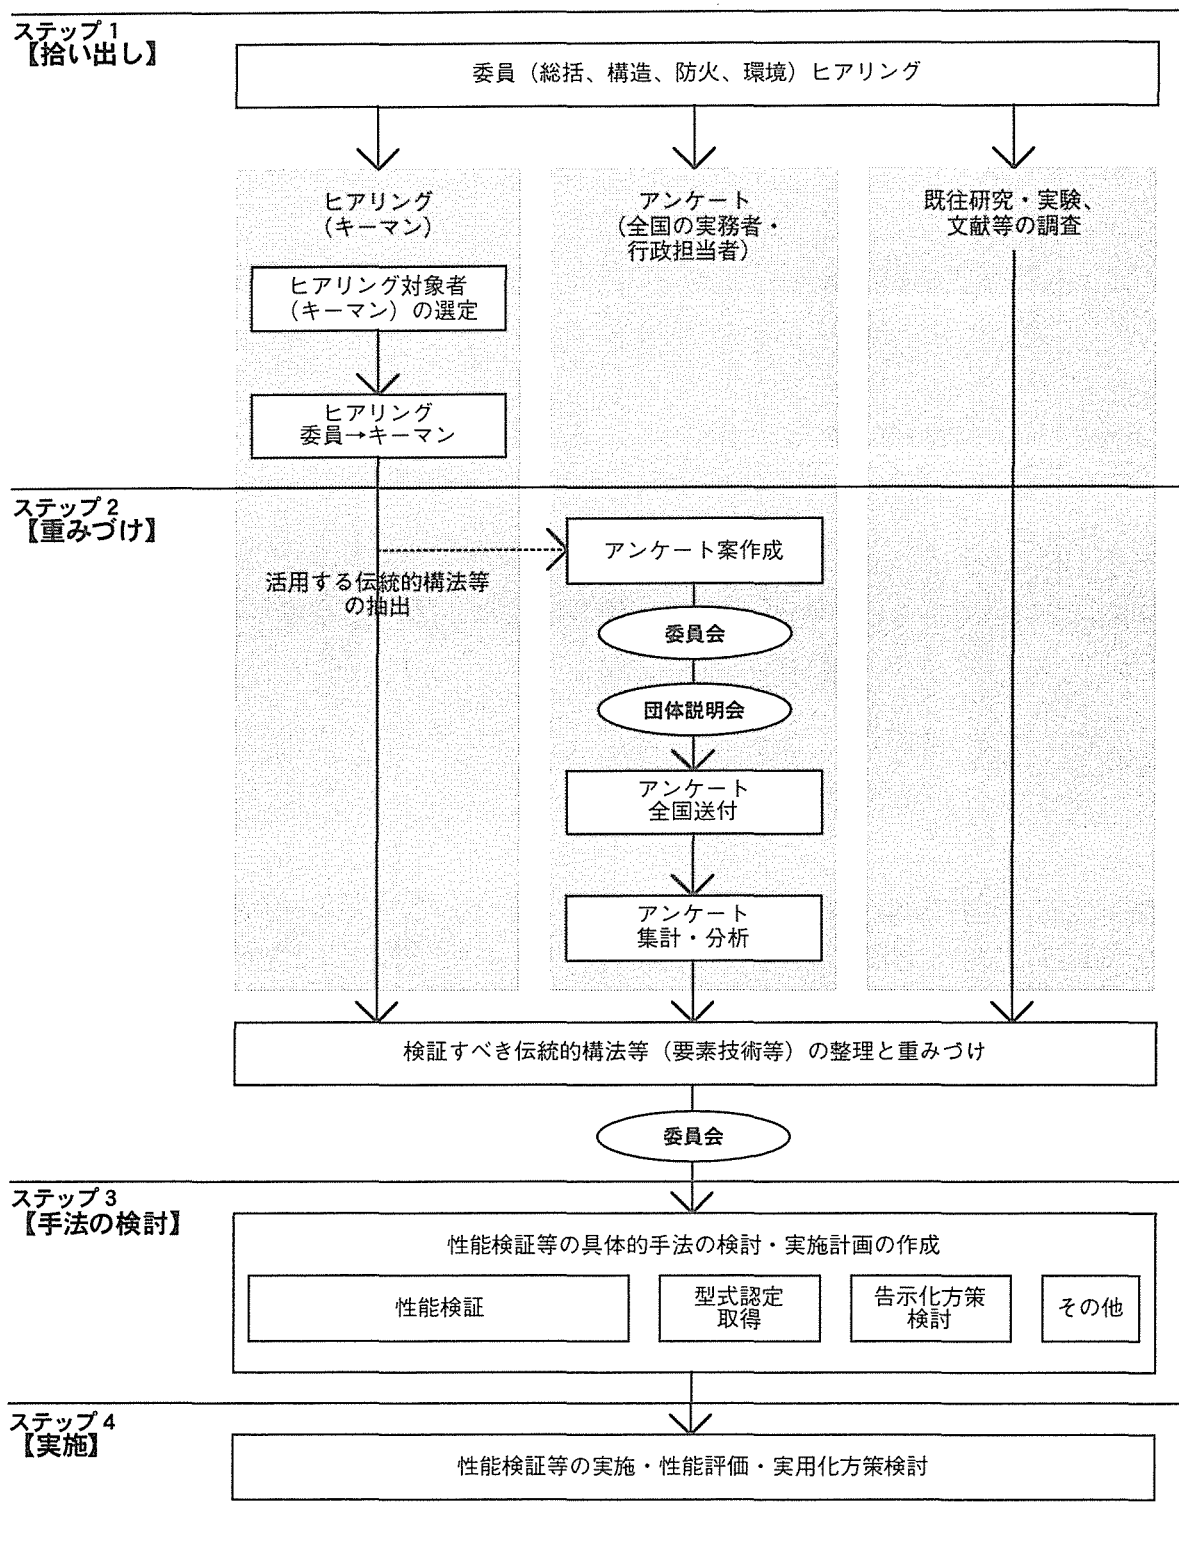 ステップ1
【拾い出し】
委員（総括、構造、防火、環境）ヒアリング
ヒアリング
（キーマン）
アンケート
（全国の実務者・
行政担当者）
既往研究・実験、
文献等の調査
ヒアリング対象者
（キーマン）の選定
ヒアリング
委員→キーマン
ステップ2
【重みづけ】
アンケート案作成
活用する伝統的構法等
の抽出
委員会
団体説明会
アンケート
全国送付
アンケート
集計・分析
検証すべき伝統的構法等（要素技術等）の整理と重みづけ
委員会
ステップ3
【手法の検討】
性能検証等の具体的手法の検討・実施計画の作成
性能検証
型式認定
取得
告示化方策
検討
その他
ステップ4
【実施】
性能検証等の実施・性能評価・実用化方策検討